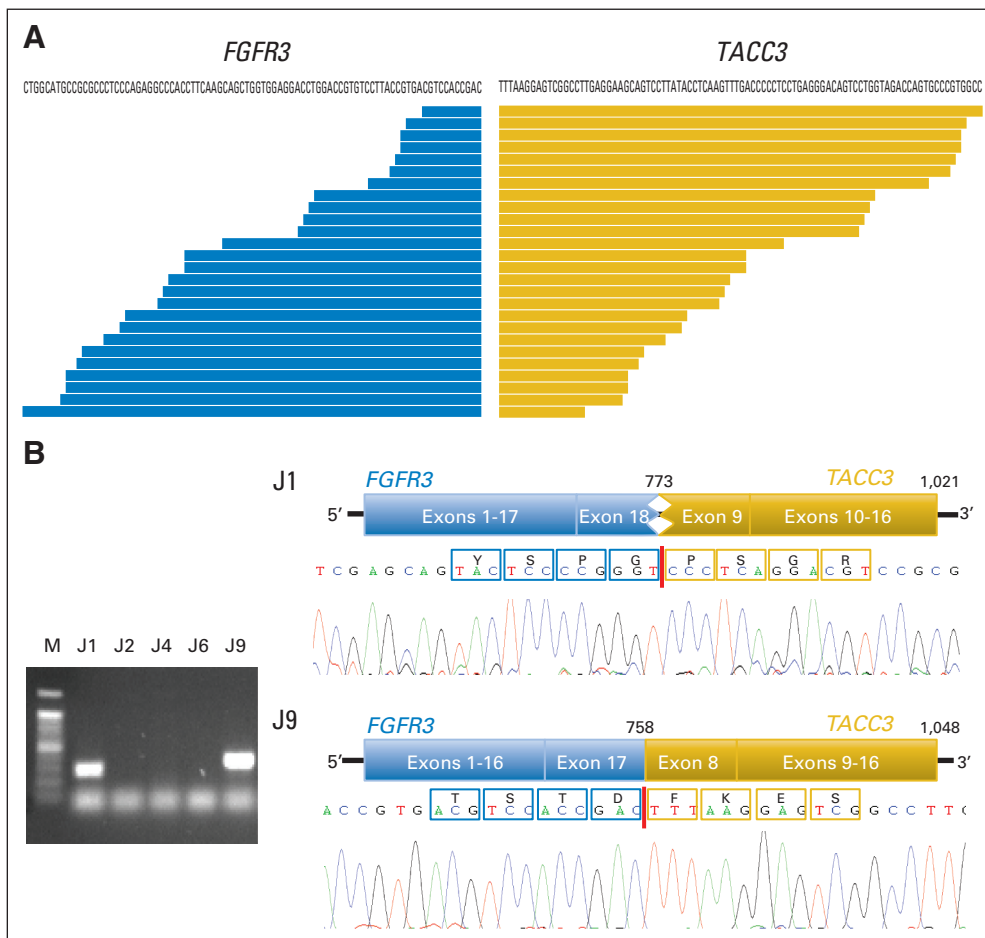 A
FGFR3 TACC3
CTGGCATGCCGCGCCCTCCCAGAGGCCCACCTTCAAGCAGCTGGTGGAGGACCTGGACCGTGTCCTTACCGTGACGTCCACCGAC TTTAAGGAGTCGGCCTTGAGGAAGCAGTCCTTATACCTCAAGTTTGACCCCCTCCTGAGGGACAGTCCTGGTAGACCAGTGCCCGTGGCC
B
J1
FGFR3 773 TACC3 1,021
5′ Exons 1-17 Exon 18 Exon 9 Exons 10-16 3′
Y S P G P S G R
T C G A G C A G T A C T C C C C G G G T C C C T C A G G A C G T C C G C G
M J1 J2 J4 J6 J9
J9
FGFR3 758 TACC3 1,048
5′ Exons 1-16 Exon 17 Exon 8 Exons 9-16 3′
T S T D F K E S
A C C G T G A C G T C C A C C G A C T T T A A G G A G T C G G C C T T G